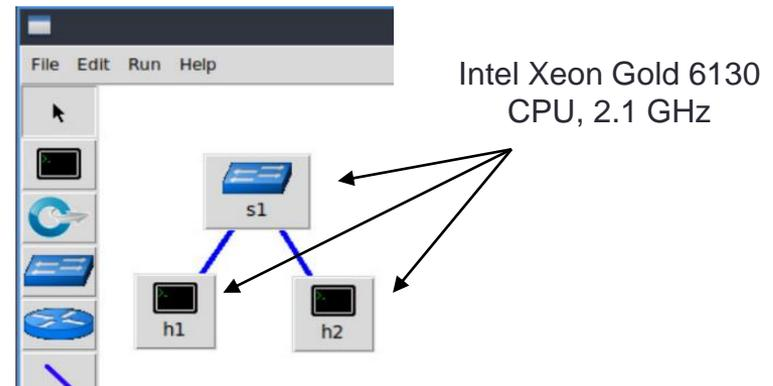 File Edit Run Help
Intel Xeon Gold 6130
CPU, 2.1 GHz
s1
h1
h2